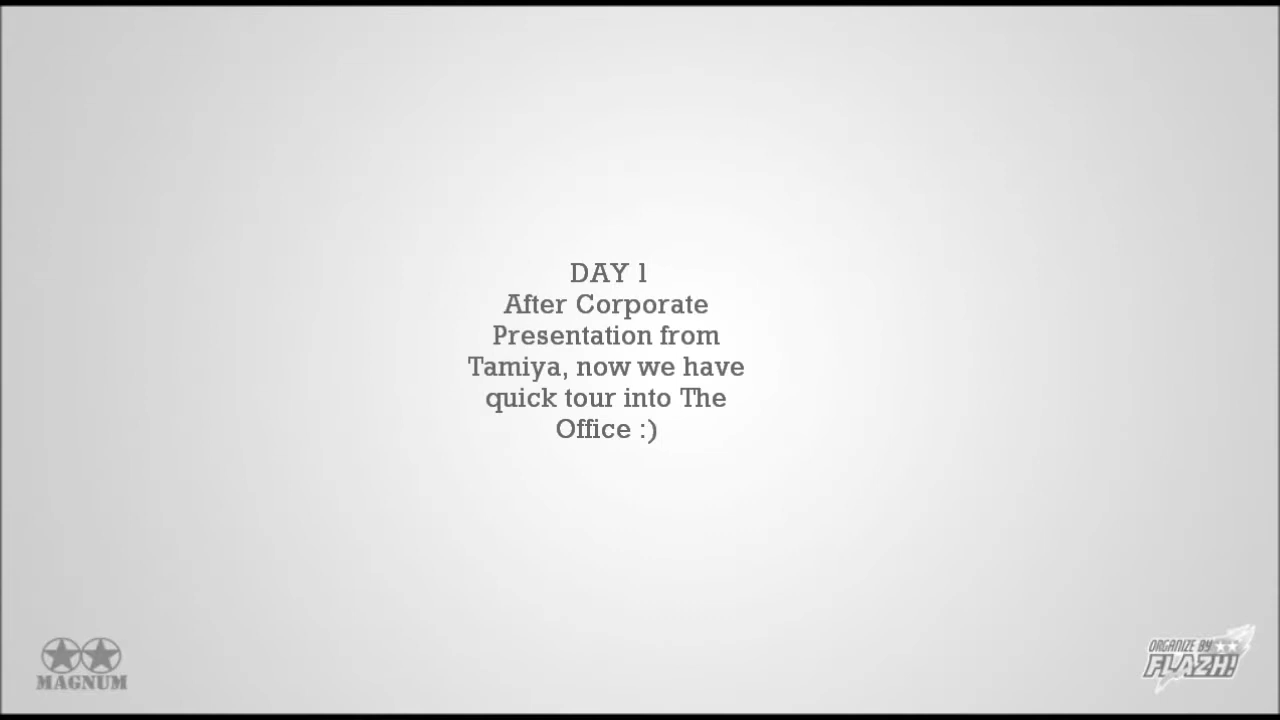 DAY 1
After Corporate
Presentation from
Tamiya, now we have
quick tour into The
Office :)
MAGNUM
ORGANIZE BY
FLAZH!